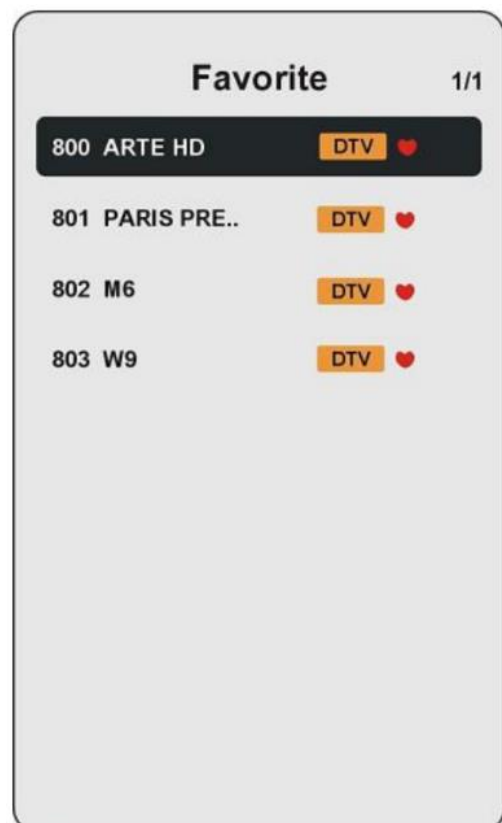 Favorite 1/1
800 ARTE HD DTV
801 PARIS PRE.. DTV
802 M6 DTV
803 W9 DTV